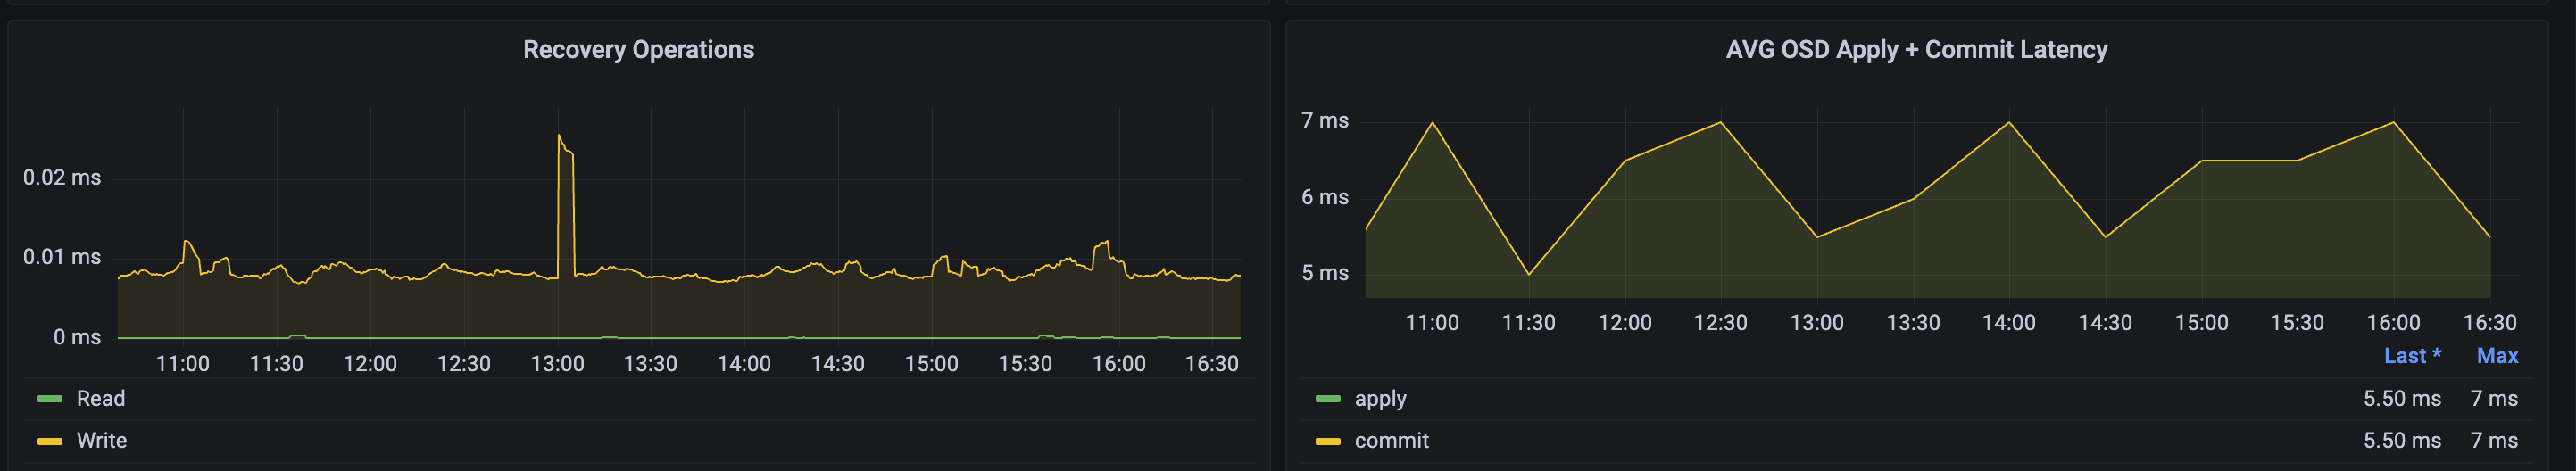 Recovery Operations
0.02 ms
0.01 ms
0 ms
11:00 11:30 12:00 12:30 13:00 13:30 14:00 14:30 15:00 15:30 16:00 16:30
Read
Write
AVG OSD Apply + Commit Latency
7 ms
6 ms
5 ms
11:00 11:30 12:00 12:30 13:00 13:30 14:00 14:30 15:00 15:30 16:00 16:30
Last * Max
apply 5.50 ms 7 ms
commit 5.50 ms 7 ms